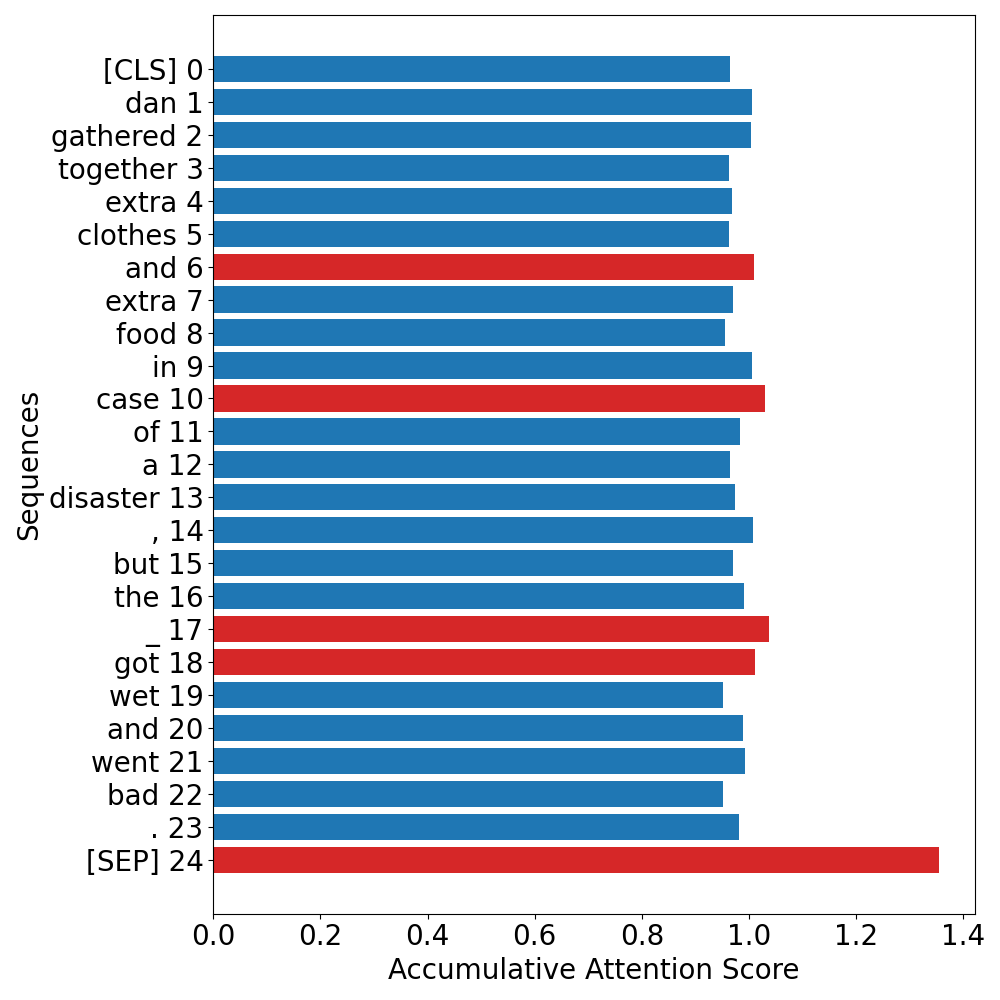 [CLS] 0
dan 1
gathered 2
together 3
extra 4
clothes 5
and 6
extra 7
food 8
in 9
case 10
of 11
a 12
disaster 13
, 14
but 15
the 16
_ 17
got 18
wet 19
and 20
went 21
bad 22
. 23
[SEP] 24
Sequences
0.0 0.2 0.4 0.6 0.8 1.0 1.2 1.4
Accumulative Attention Score